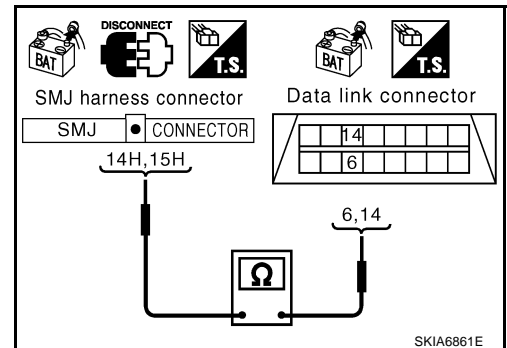 DISCONNECT
BAT
T.S.
BAT
T.S.
SMJ harness connector
Data link connector
SMJ CONNECTOR
14H,15H
14
6
6,14
Ω
SKIA6861E